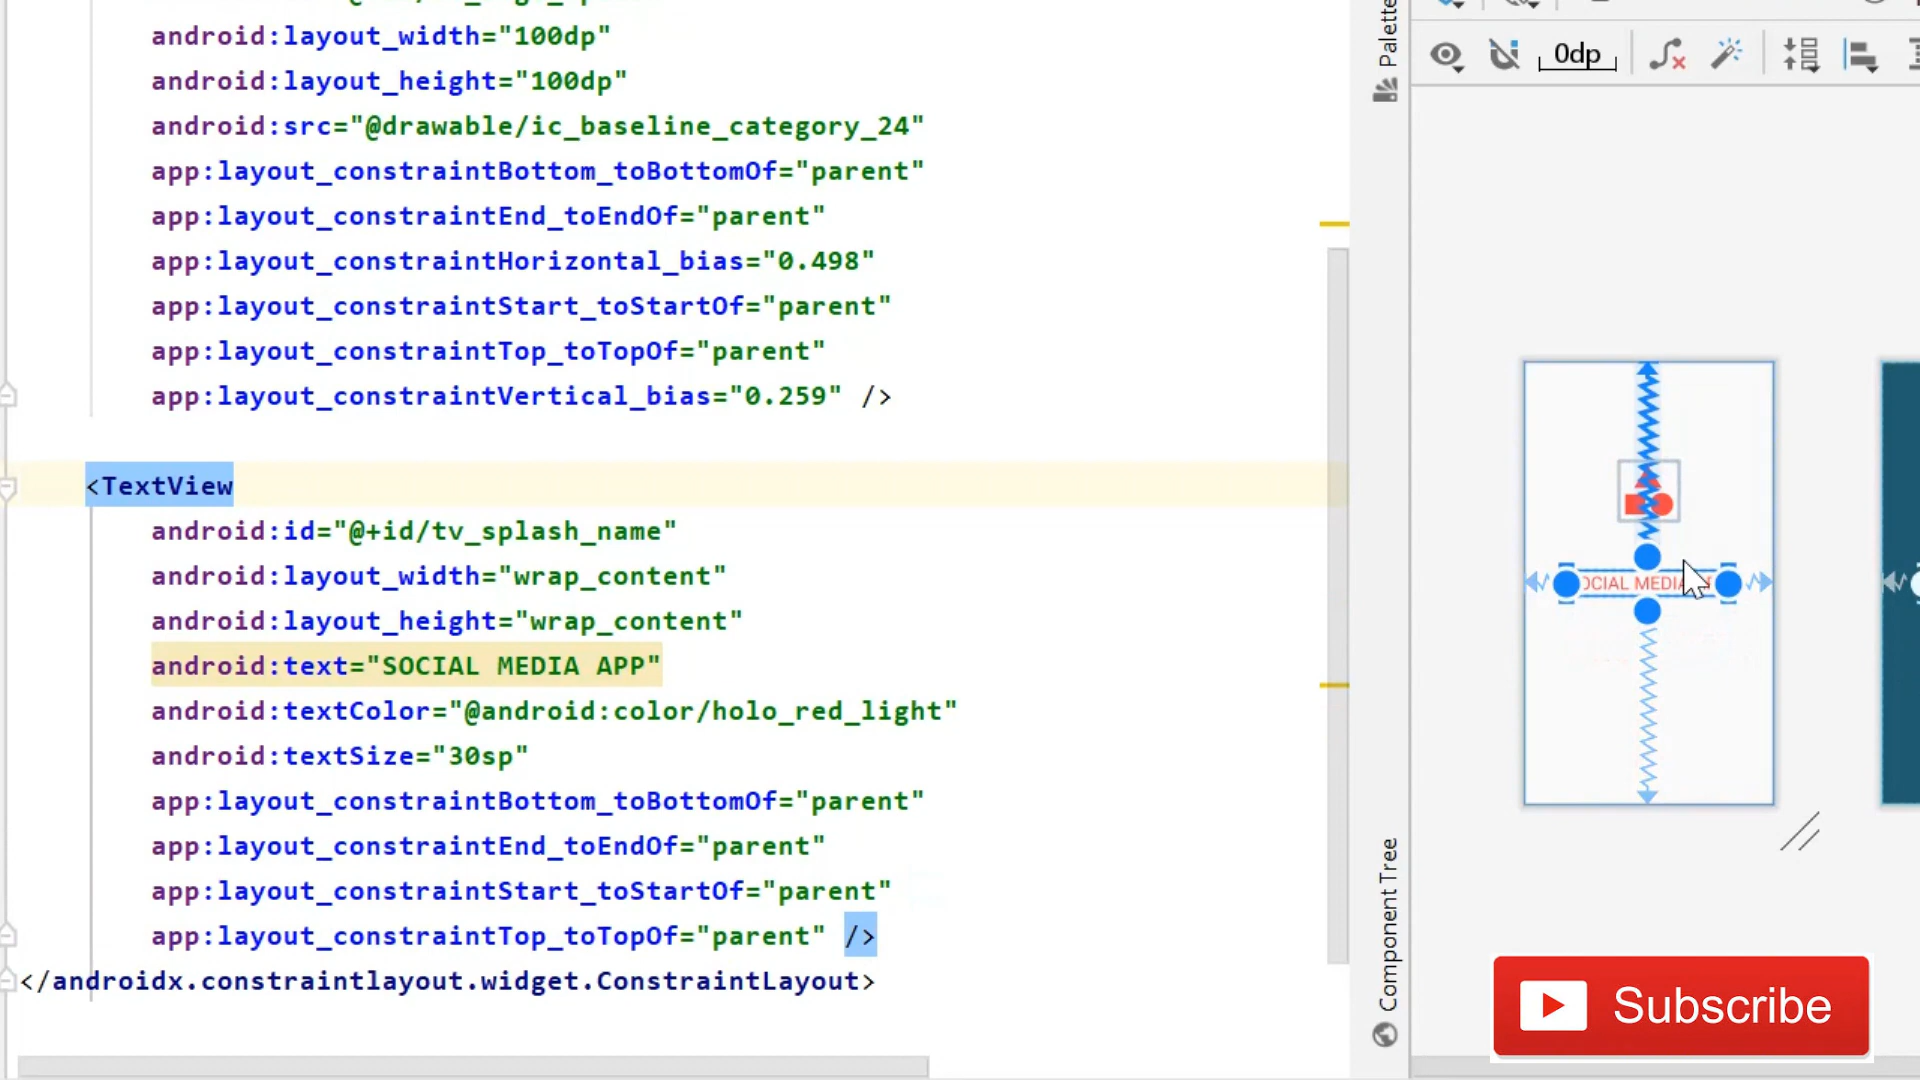 android:layout_width="100dp"
android:layout_height="100dp"
android:src="@drawable/ic_baseline_category_24"
app:layout_constraintBottom_toBottomOf="parent"
app:layout_constraintEnd_toEndOf="parent"
app:layout_constraintHorizontal_bias="0.498"
app:layout_constraintStart_toStartOf="parent"
app:layout_constraintTop_toTopOf="parent"
app:layout_constraintVertical_bias="0.259" />
<TextView
android:id="@+id/tv_splash_name"
android:layout_width="wrap_content"
android:layout_height="wrap_content"
android:text="SOCIAL MEDIA APP"
android:textColor="@android:color/holo_red_light"
android:textSize="30sp"
app:layout_constraintBottom_toBottomOf="parent"
app:layout_constraintEnd_toEndOf="parent"
app:layout_constraintStart_toStartOf="parent"
app:layout_constraintTop_toTopOf="parent" />
</androidx.constraintlayout.widget.ConstraintLayout>
Palette
Component Tree
0dp
OCIAL MEDIA
Subscribe